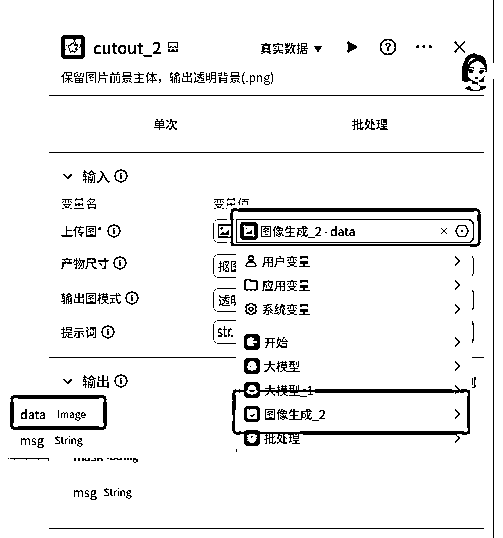 cutout_2
真实数据
保留图片前景主体，输出透明背景(.png)
单次 批处理
输入
变量名 变量值
上传图* 图像生成_2 - data
产物尺寸 抠图
用户变量
应用变量
输出图模式 透明
系统变量
提示词 str.
开始
大模型
输出
大模型_1
data Image
图像生成_2
msg String
批处理
msg String